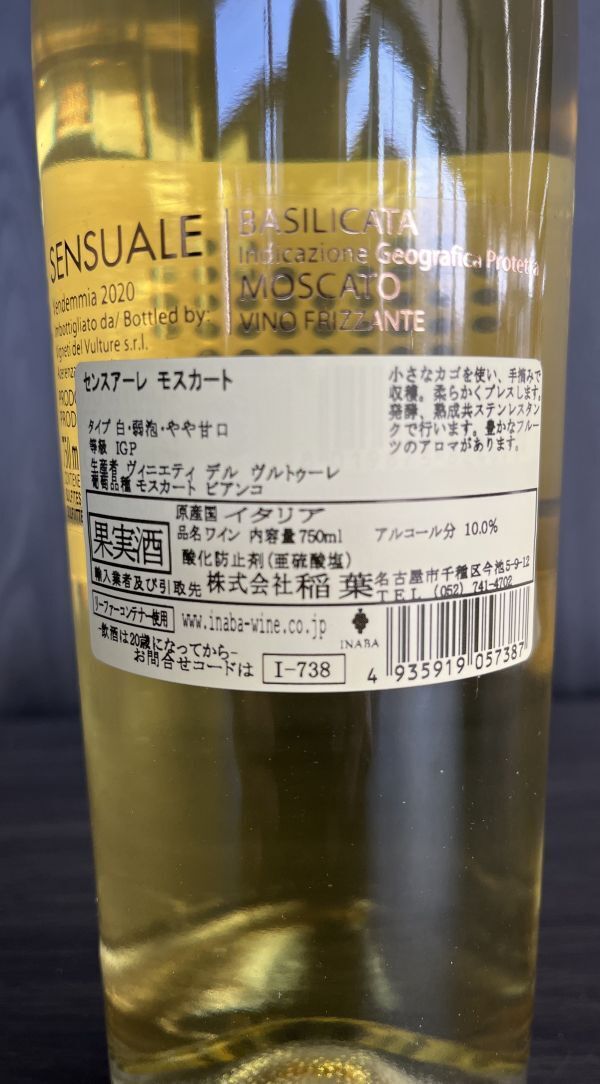 SENSUALE
Vendemmia 2020
Imbottigliato da/ Bottled by:
Vigneti del Vulture s.r.l.
Acerenza
BASILICATA
Indicazione Geografica Protetta
MOSCATO
VINO FRIZZANTE
センスアーレ モスカート
タイプ 白・弱泡・やや甘口
等級 IGP
生産者 ヴィニエティ デル ヴルトゥーレ
葡萄品種 モスカート ビアンコ
小さなカゴを使い、手摘みで
収穫。柔らかくプレスします。
発酵、熟成共ステンレスタン
クで行います。豊かなフルー
ツのアロマがあります。
果実酒
原産国 イタリア
品名 ワイン 内容量 750ml アルコール分 10.0%
酸化防止剤(亜硫酸塩)
輸入業者及び引取先 株式会社 稲葉
名古屋市千種区今池5-9-12
TEL (052) 741-4702
リーファーコンテナー使用 www.inaba-wine.co.jp INABA
-飲酒は20歳になってから-
お問合せコードは I-738
4 935919 057387